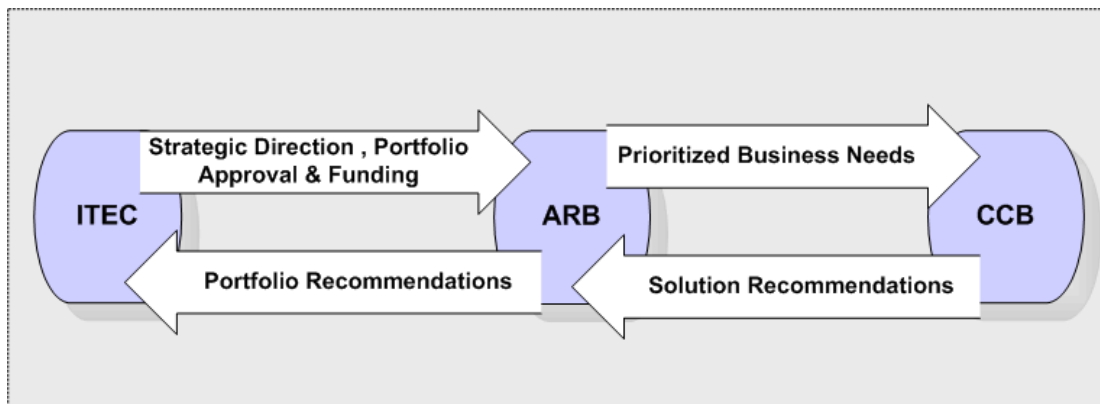 Strategic Direction , Portfolio
Approval & Funding
Prioritized Business Needs
ITEC
ARB
CCB
Portfolio Recommendations
Solution Recommendations